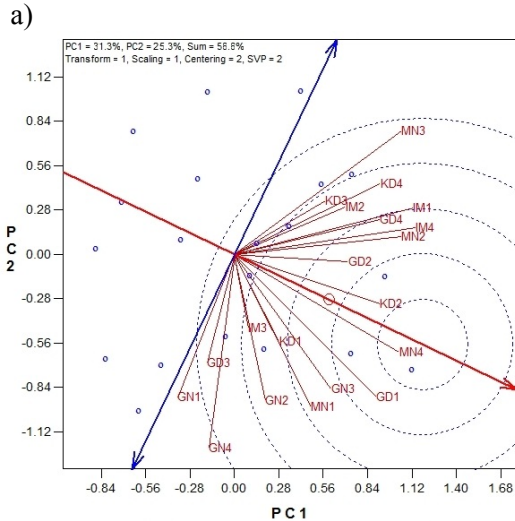 a)
PC1 = 31.3%, PC2 = 25.3%, Sum = 56.6%
Transform = 1, Scaling = 1, Centering = 2, SVP = 2
1.12
0.84
0.56
0.28
0.00
-0.28
-0.56
-0.84
-1.12
PC2
MN3
KD4
KD3
IM2
IM1
GD4
IM4
MN2
GD2
KD2
IM3
KD1
MN4
GD3
GN3
GN1
GN2
MN1
GD1
GN4
-0.84 -0.56 -0.28 0.00 0.28 0.56 0.84 1.12 1.40 1.68
PC1